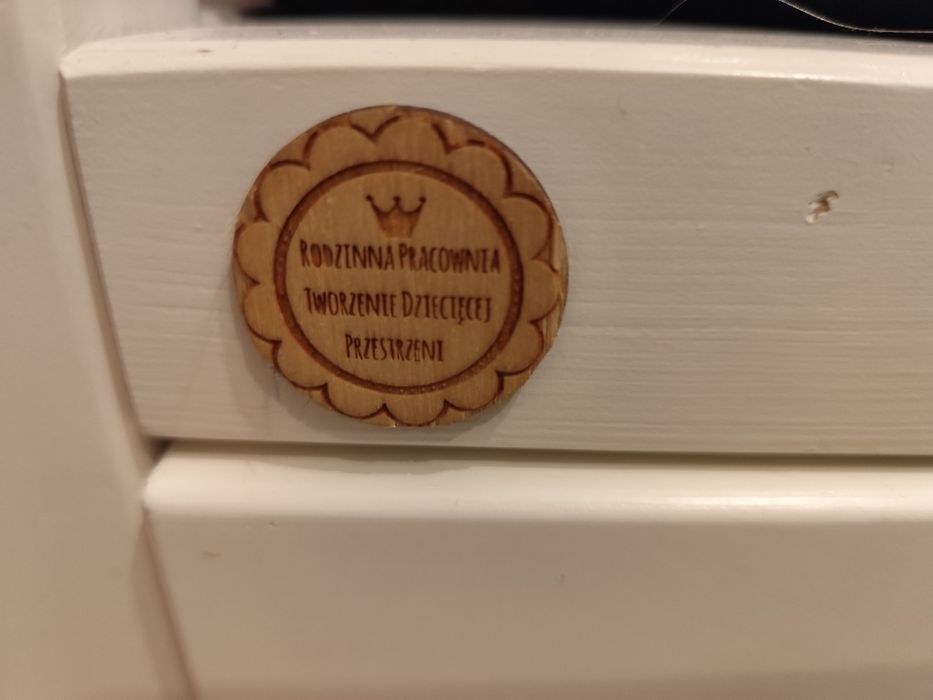 Rodzinna Pracownia
Tworzenie Dziecięcej
Przestrzeni